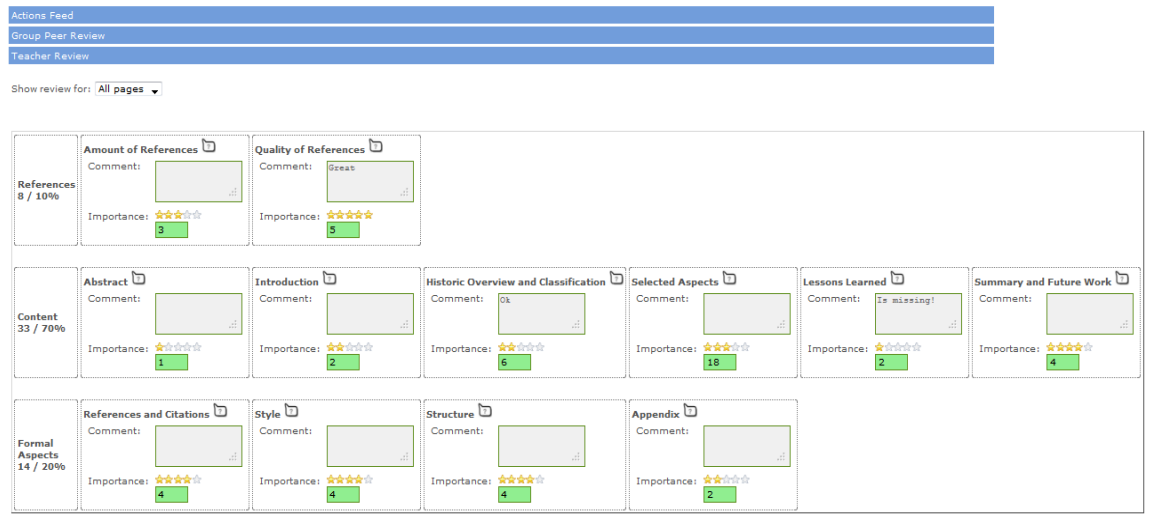 Actions Feed
Group Peer Review
Teacher Review
Show review for: All pages
References
8 / 10%
Amount of References ?
Comment:
Importance:
3
Quality of References ?
Comment: Great
Importance:
5
Content
33 / 70%
Abstract ?
Comment:
Importance:
1
Introduction ?
Comment:
Importance:
2
Historic Overview and Classification ?
Comment: Ok
Importance:
6
Selected Aspects ?
Comment:
Importance:
18
Lessons Learned ?
Comment: Is missing!
Importance:
2
Summary and Future Work ?
Comment:
Importance:
4
Formal
Aspects
14 / 20%
References and Citations ?
Comment:
Importance:
4
Style ?
Comment:
Importance:
4
Structure ?
Comment:
Importance:
4
Appendix ?
Comment:
Importance:
2